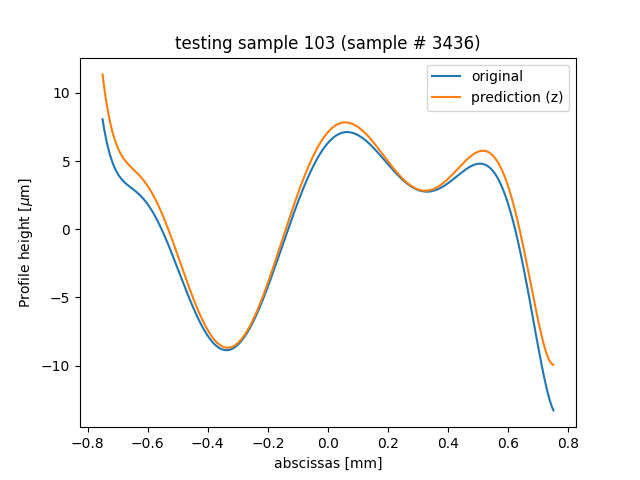 testing sample 103 (sample # 3436)
original
prediction (z)
10
5
0
−5
−10
Profile height [μm]
−0.8 −0.6 −0.4 −0.2 0.0 0.2 0.4 0.6 0.8
abscissas [mm]